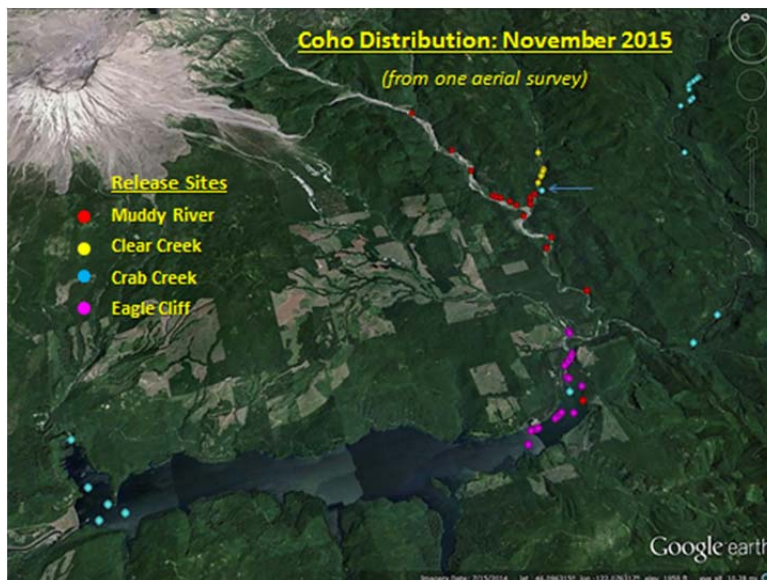 Coho Distribution: November 2015
(from one aerial survey)
Release Sites
Muddy River
Clear Creek
Crab Creek
Eagle Cliff
Google earth